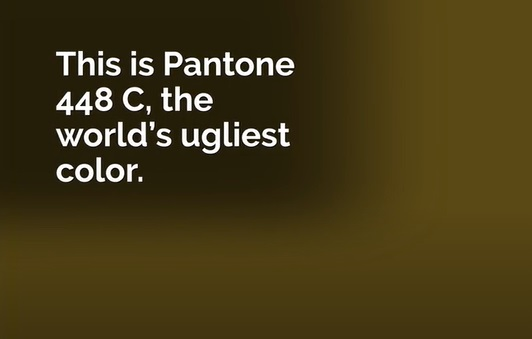 This is Pantone
448 C, the
world’s ugliest
color.